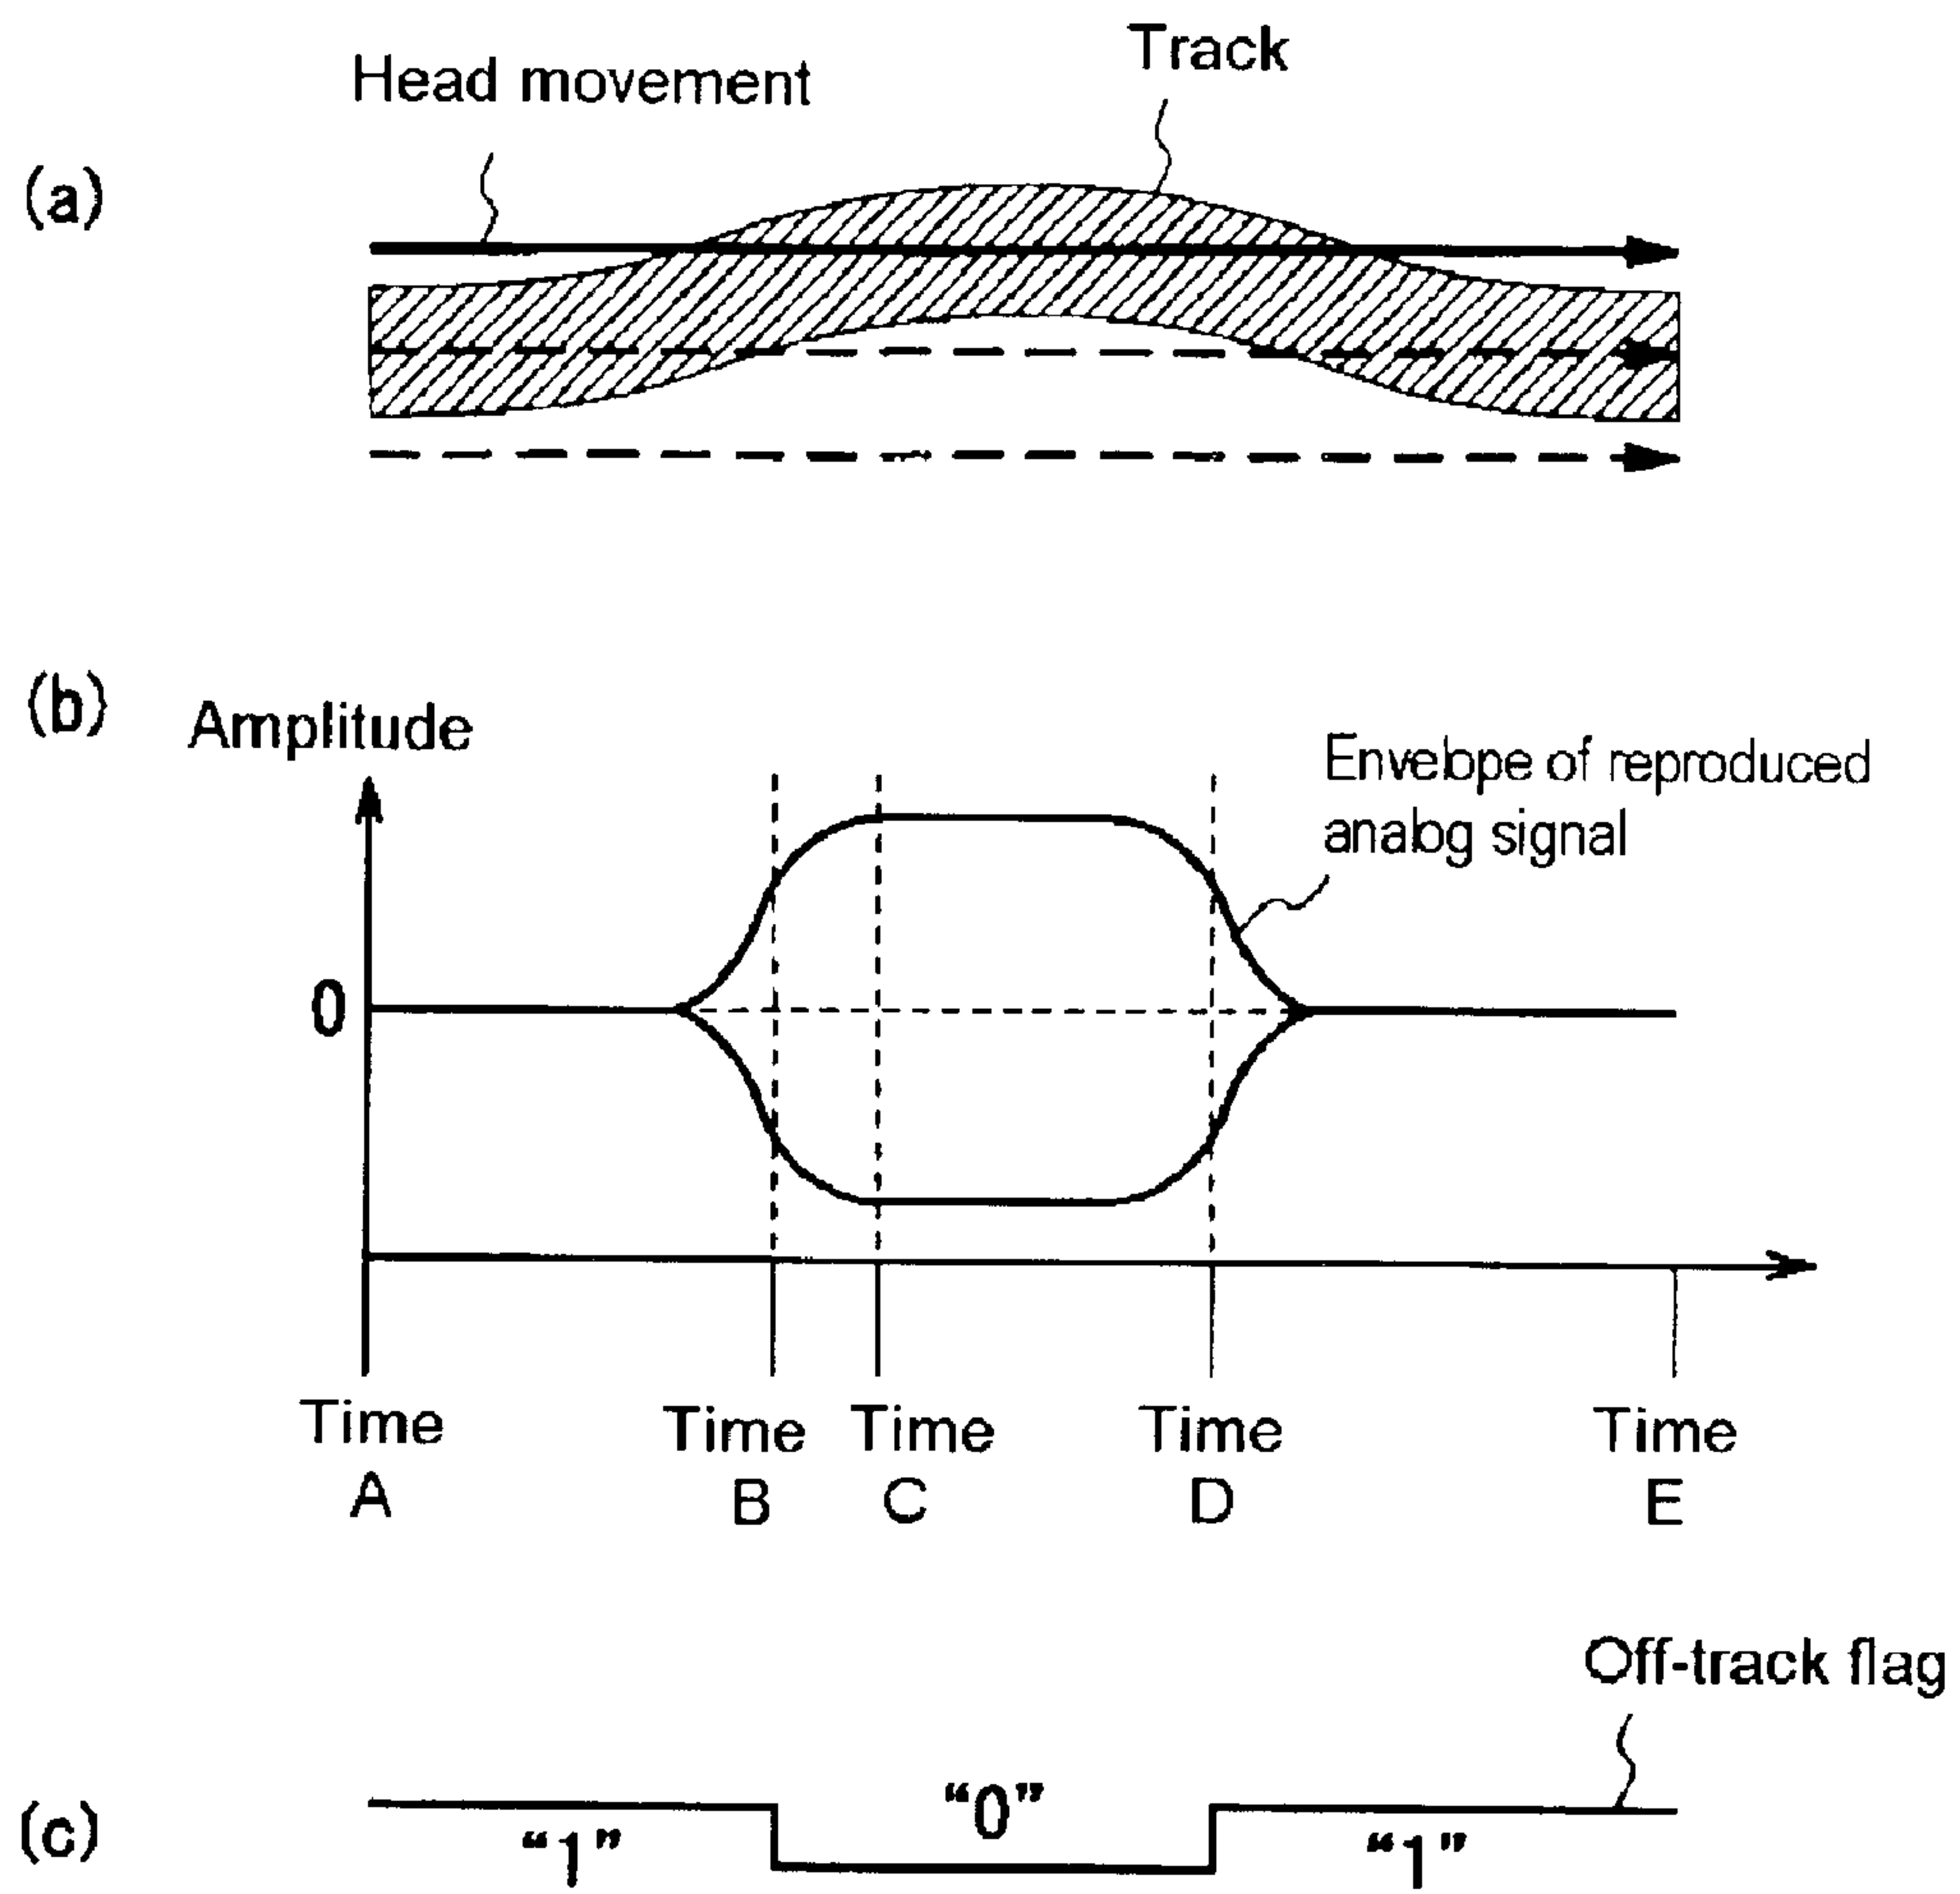 Track
Head movement
(a)
(b)
Amplitude
Envelope of reproduced
analog signal
0
Time Time Time Time Time
A B C D E
Off-track flag
(c)
“1” “0” “1”